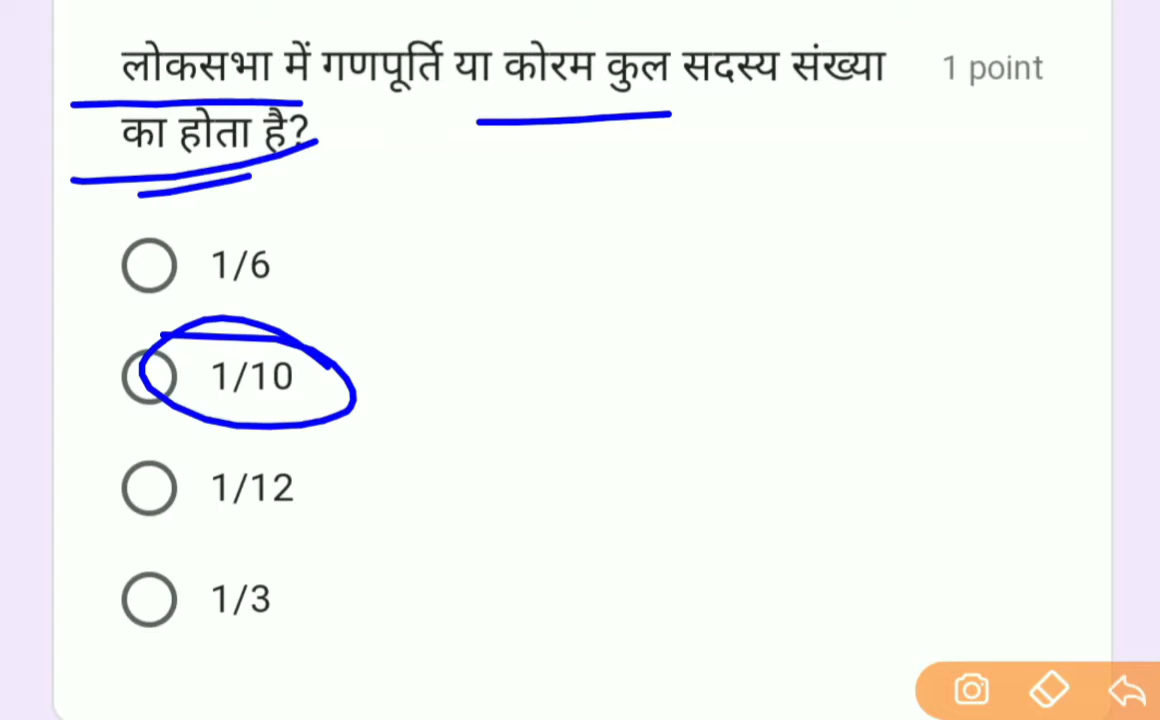 लोकसभा में गणपूर्ति या कोरम कुल सदस्य संख्या 1 point
का होता है?
1/6
1/10
1/12
1/3